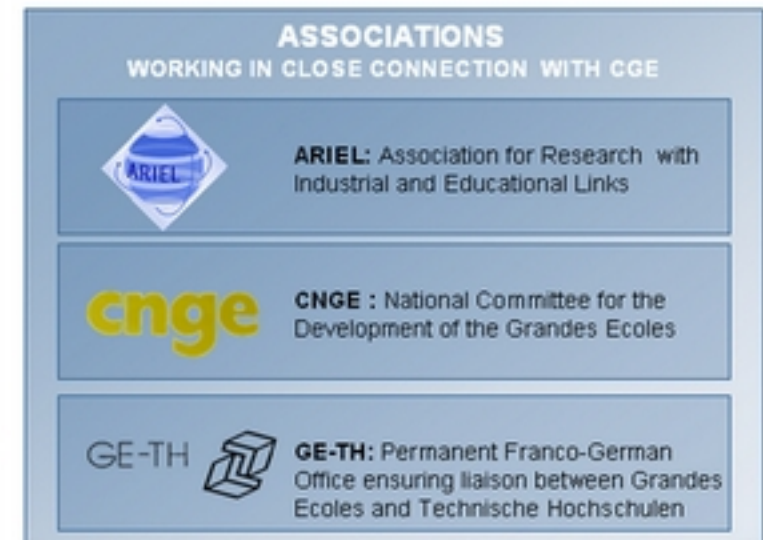 ASSOCIATIONS
WORKING IN CLOSE CONNECTION WITH CGE
ARIEL
ARIEL: Association for Research with
Industrial and Educational Links
cnge
CNGE : National Committee for the
Development of the Grandes Ecoles
GE-TH
GE-TH: Permanent Franco-German
Office ensuring liaison between Grandes
Ecoles and Technische Hochschulen